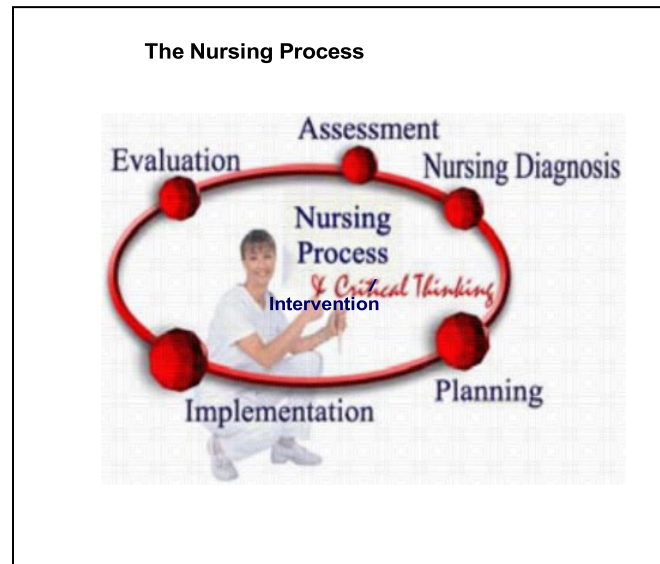 The Nursing Process
Assessment
Evaluation
Nursing Diagnosis
Nursing
Process
& Critical Thinking
Intervention
/
Planning
Implementation